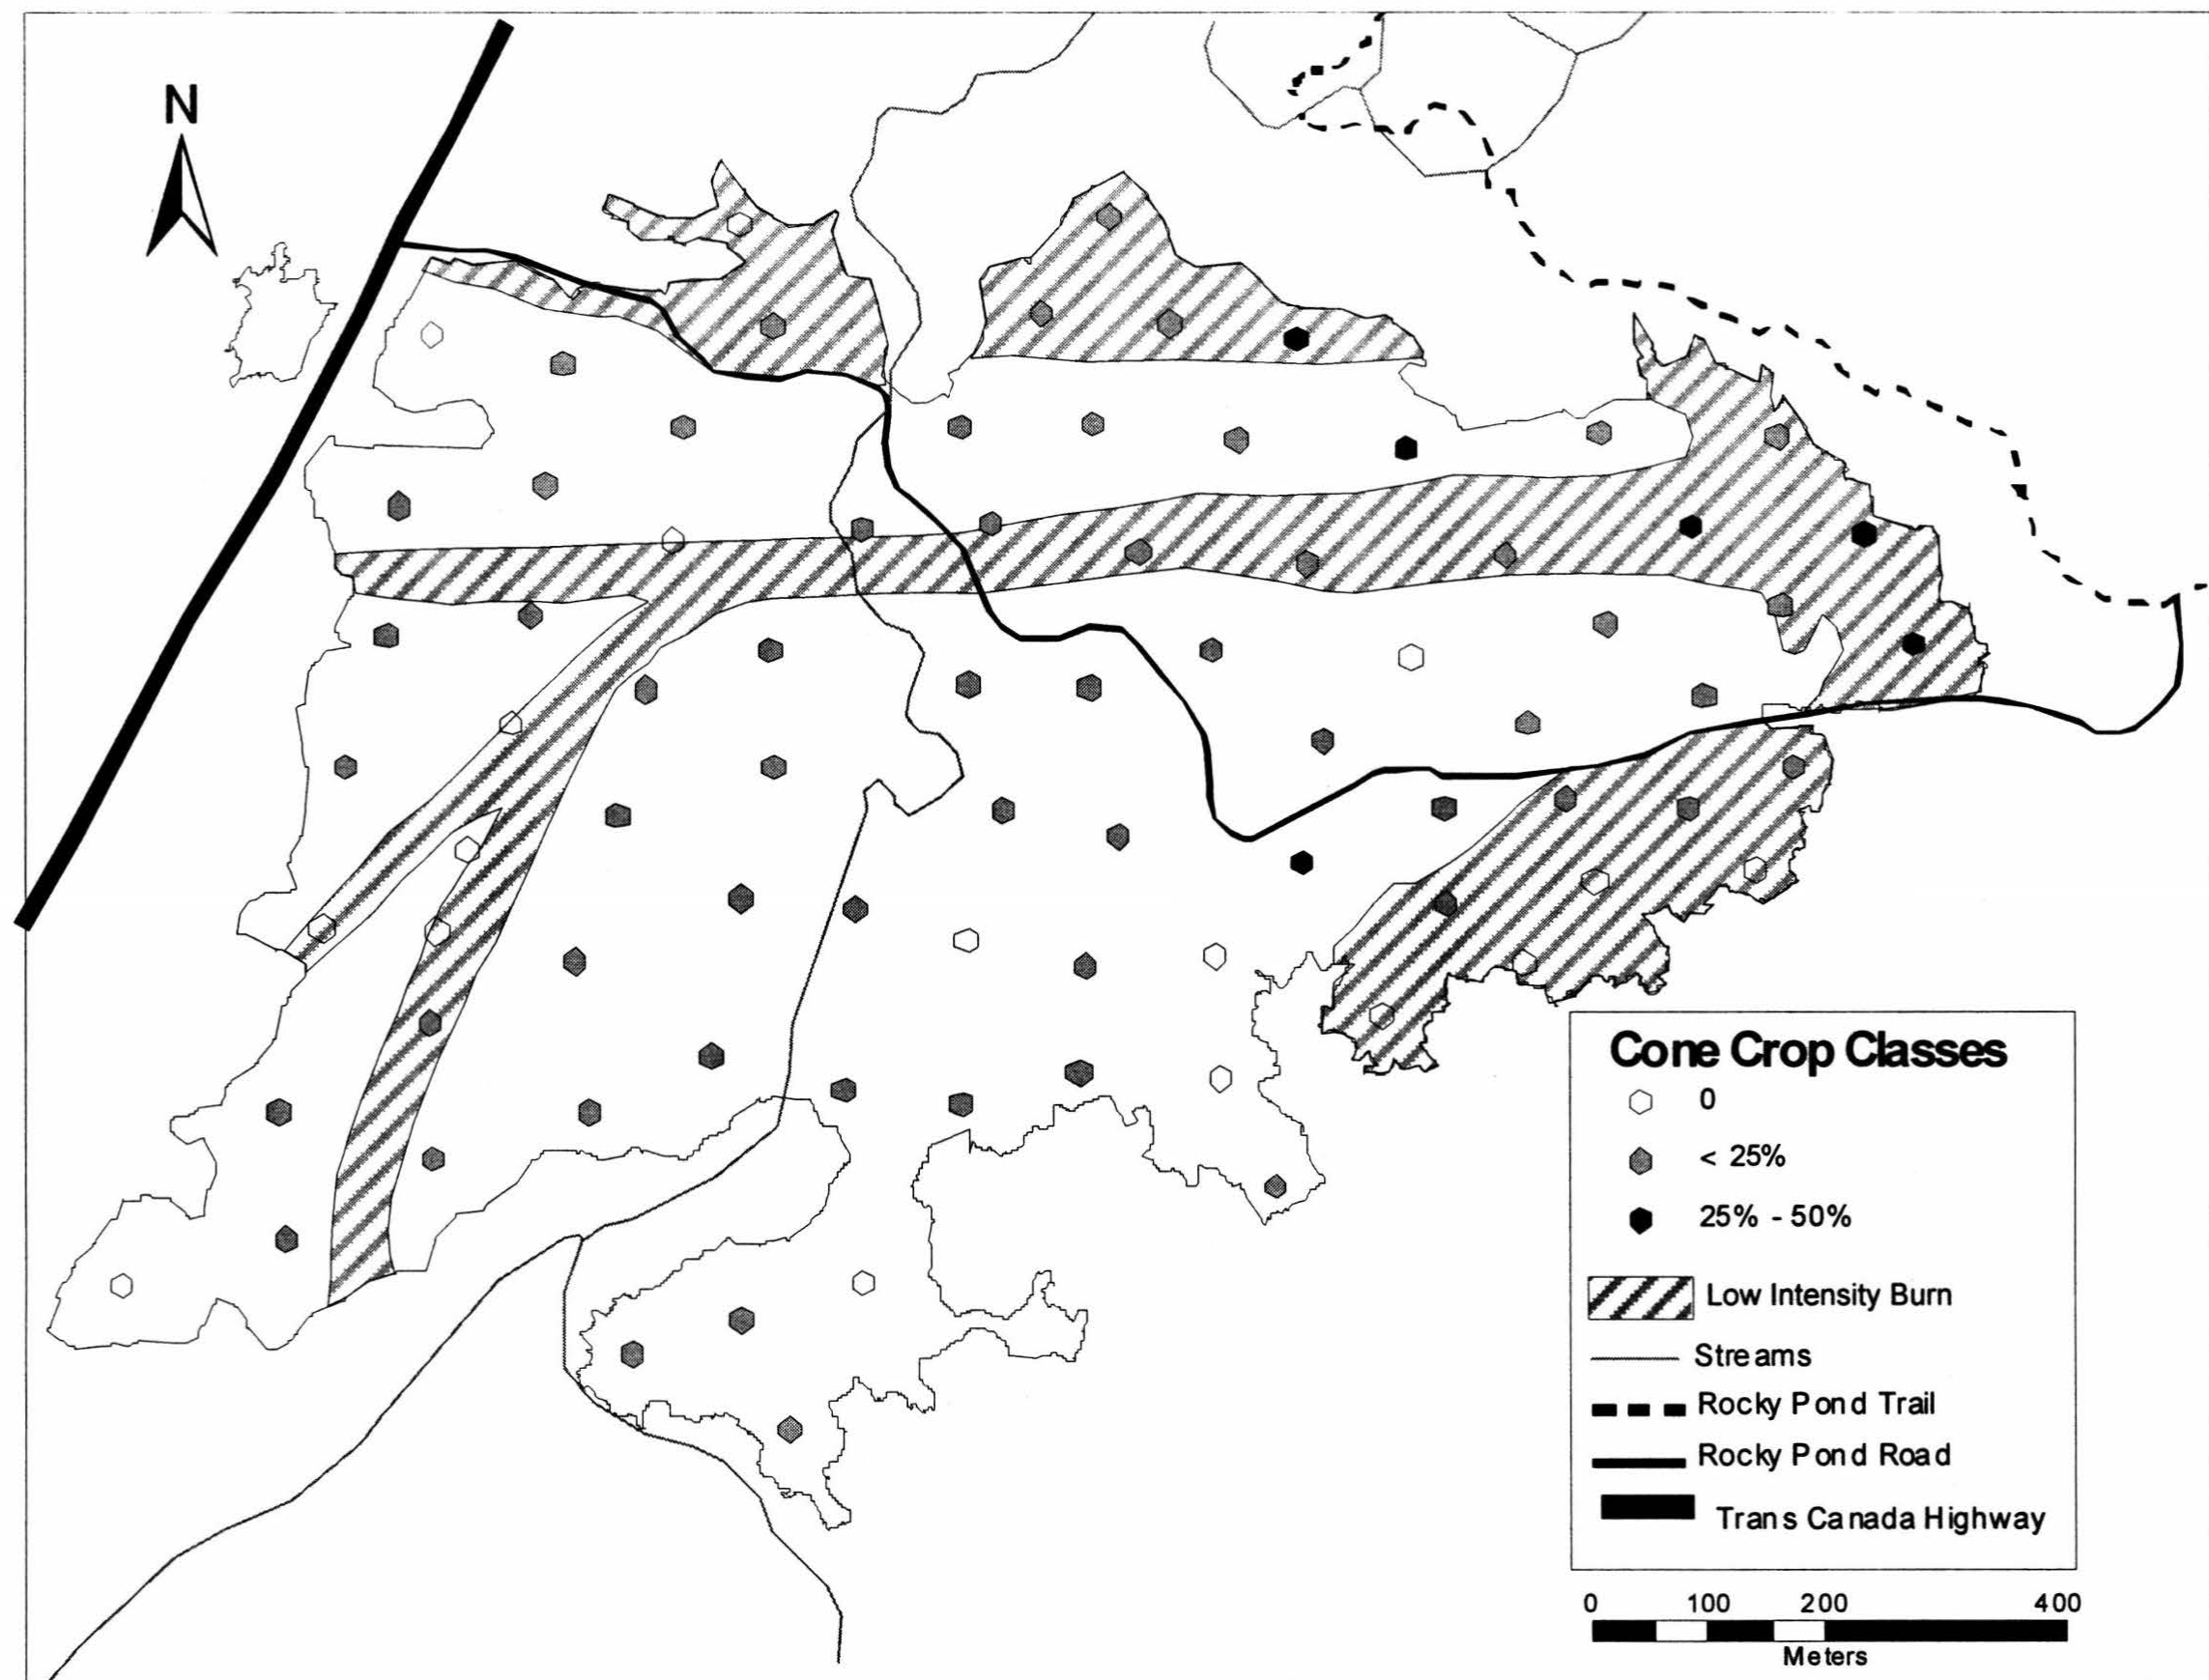 N
Cone Crop Classes
0
< 25%
25% - 50%
Low Intensity Burn
Streams
Rocky Pond Trail
Rocky Pond Road
Trans Canada Highway
0 100 200 400
Meters